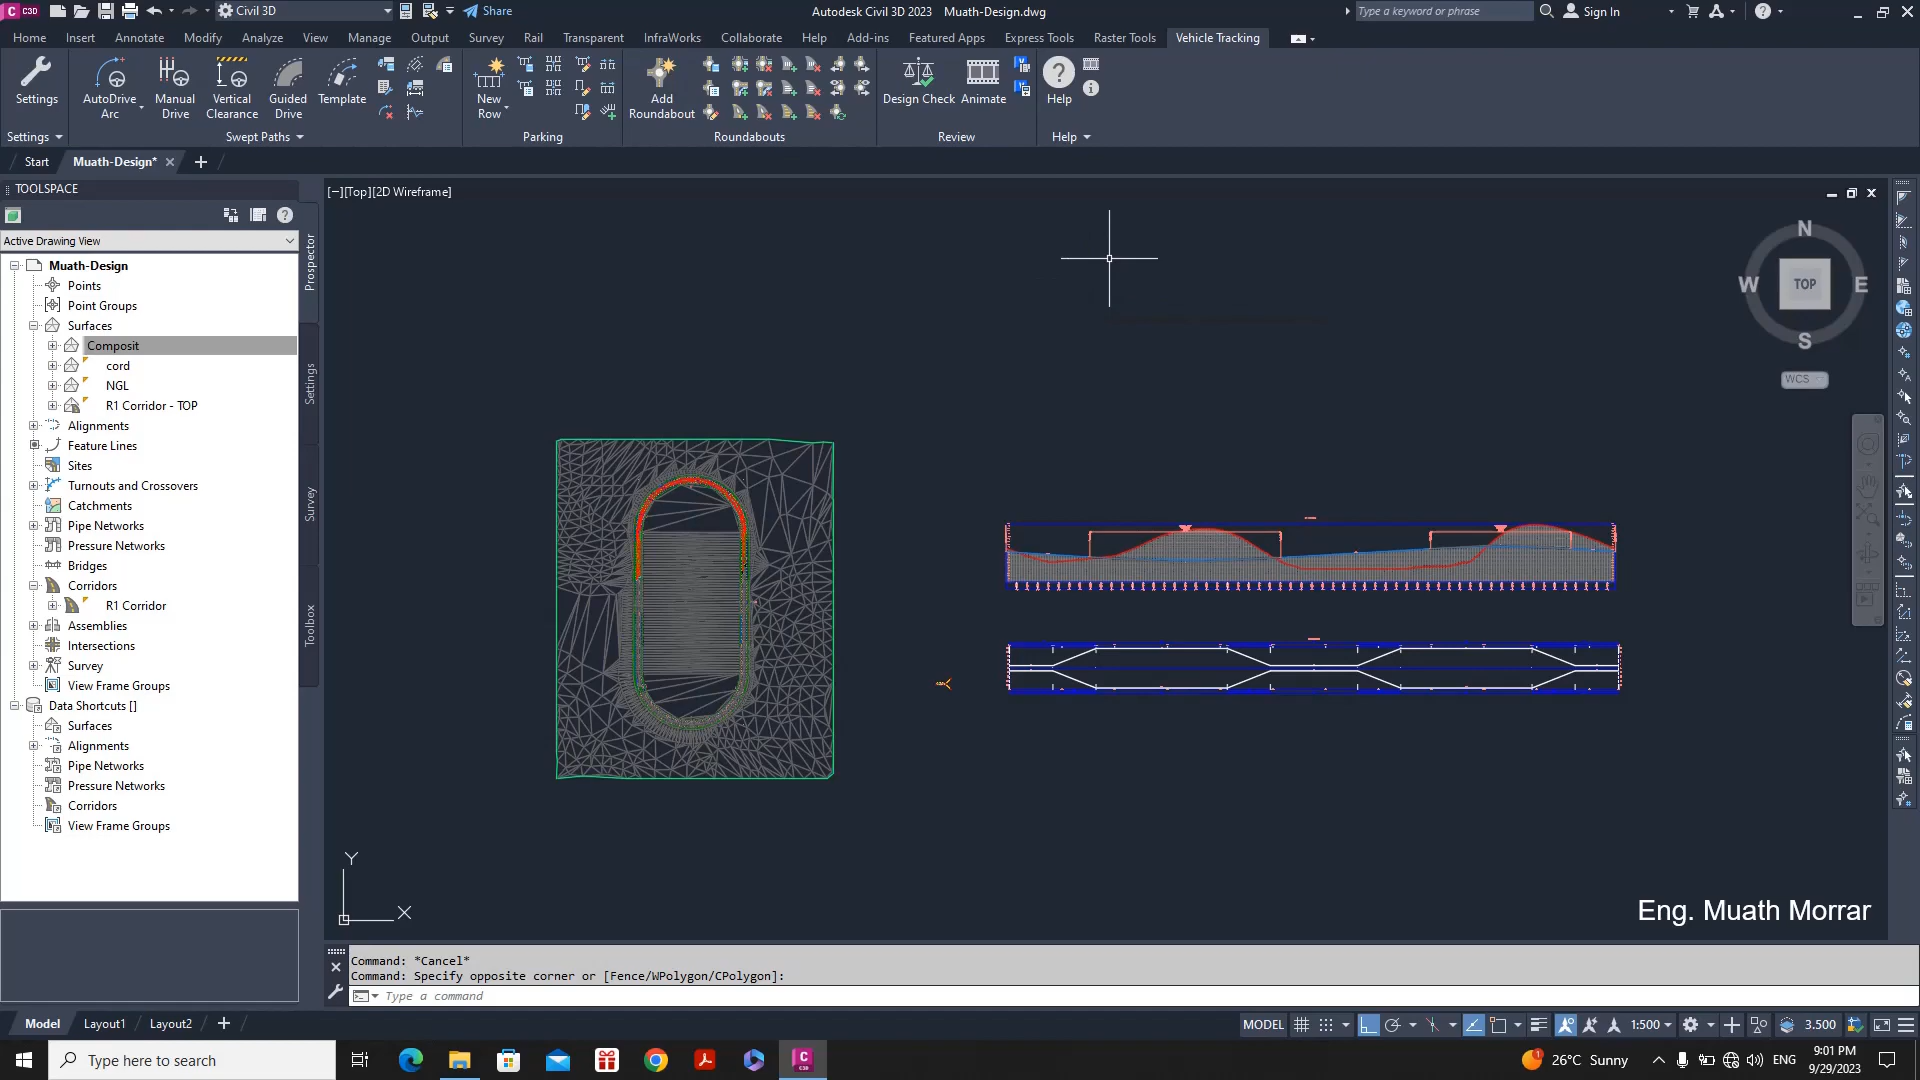 C3D
Civil 3D
Share
Autodesk Civil 3D 2023 Muath-Design.dwg
Type a keyword or phrase
Sign In
Home Insert Annotate Modify Analyze View Manage Output Survey Rail Transparent InfraWorks Collaborate Help Add-ins Featured Apps Express Tools Raster Tools Vehicle Tracking
Settings
AutoDrive Arc
Manual Drive
Vertical Clearance
Guided Drive
Template
New Row
Add Roundabout
Design Check
Animate
Help
Settings Swept Paths Parking Roundabouts Review Help
Start Muath-Design*
TOOLSPACE
[−][Top][2D Wireframe]
Active Drawing View
Muath-Design
Points
Point Groups
Surfaces
Composit
cord
NGL
R1 Corridor - TOP
Alignments
Feature Lines
Sites
Turnouts and Crossovers
Catchments
Pipe Networks
Pressure Networks
Bridges
Corridors
R1 Corridor
Assemblies
Intersections
Survey
View Frame Groups
Data Shortcuts []
Surfaces
Alignments
Pipe Networks
Pressure Networks
Corridors
View Frame Groups
Prospector
Settings
Survey
Toolbox
N
W TOP E
S
WCS
Y
X
Eng. Muath Morrar
Command: *Cancel*
Command: Specify opposite corner or [Fence/WPolygon/CPolygon]:
Type a command
Model Layout1 Layout2
MODEL
1:500
3.500
Type here to search
26°C Sunny
ENG
9:01 PM
9/29/2023